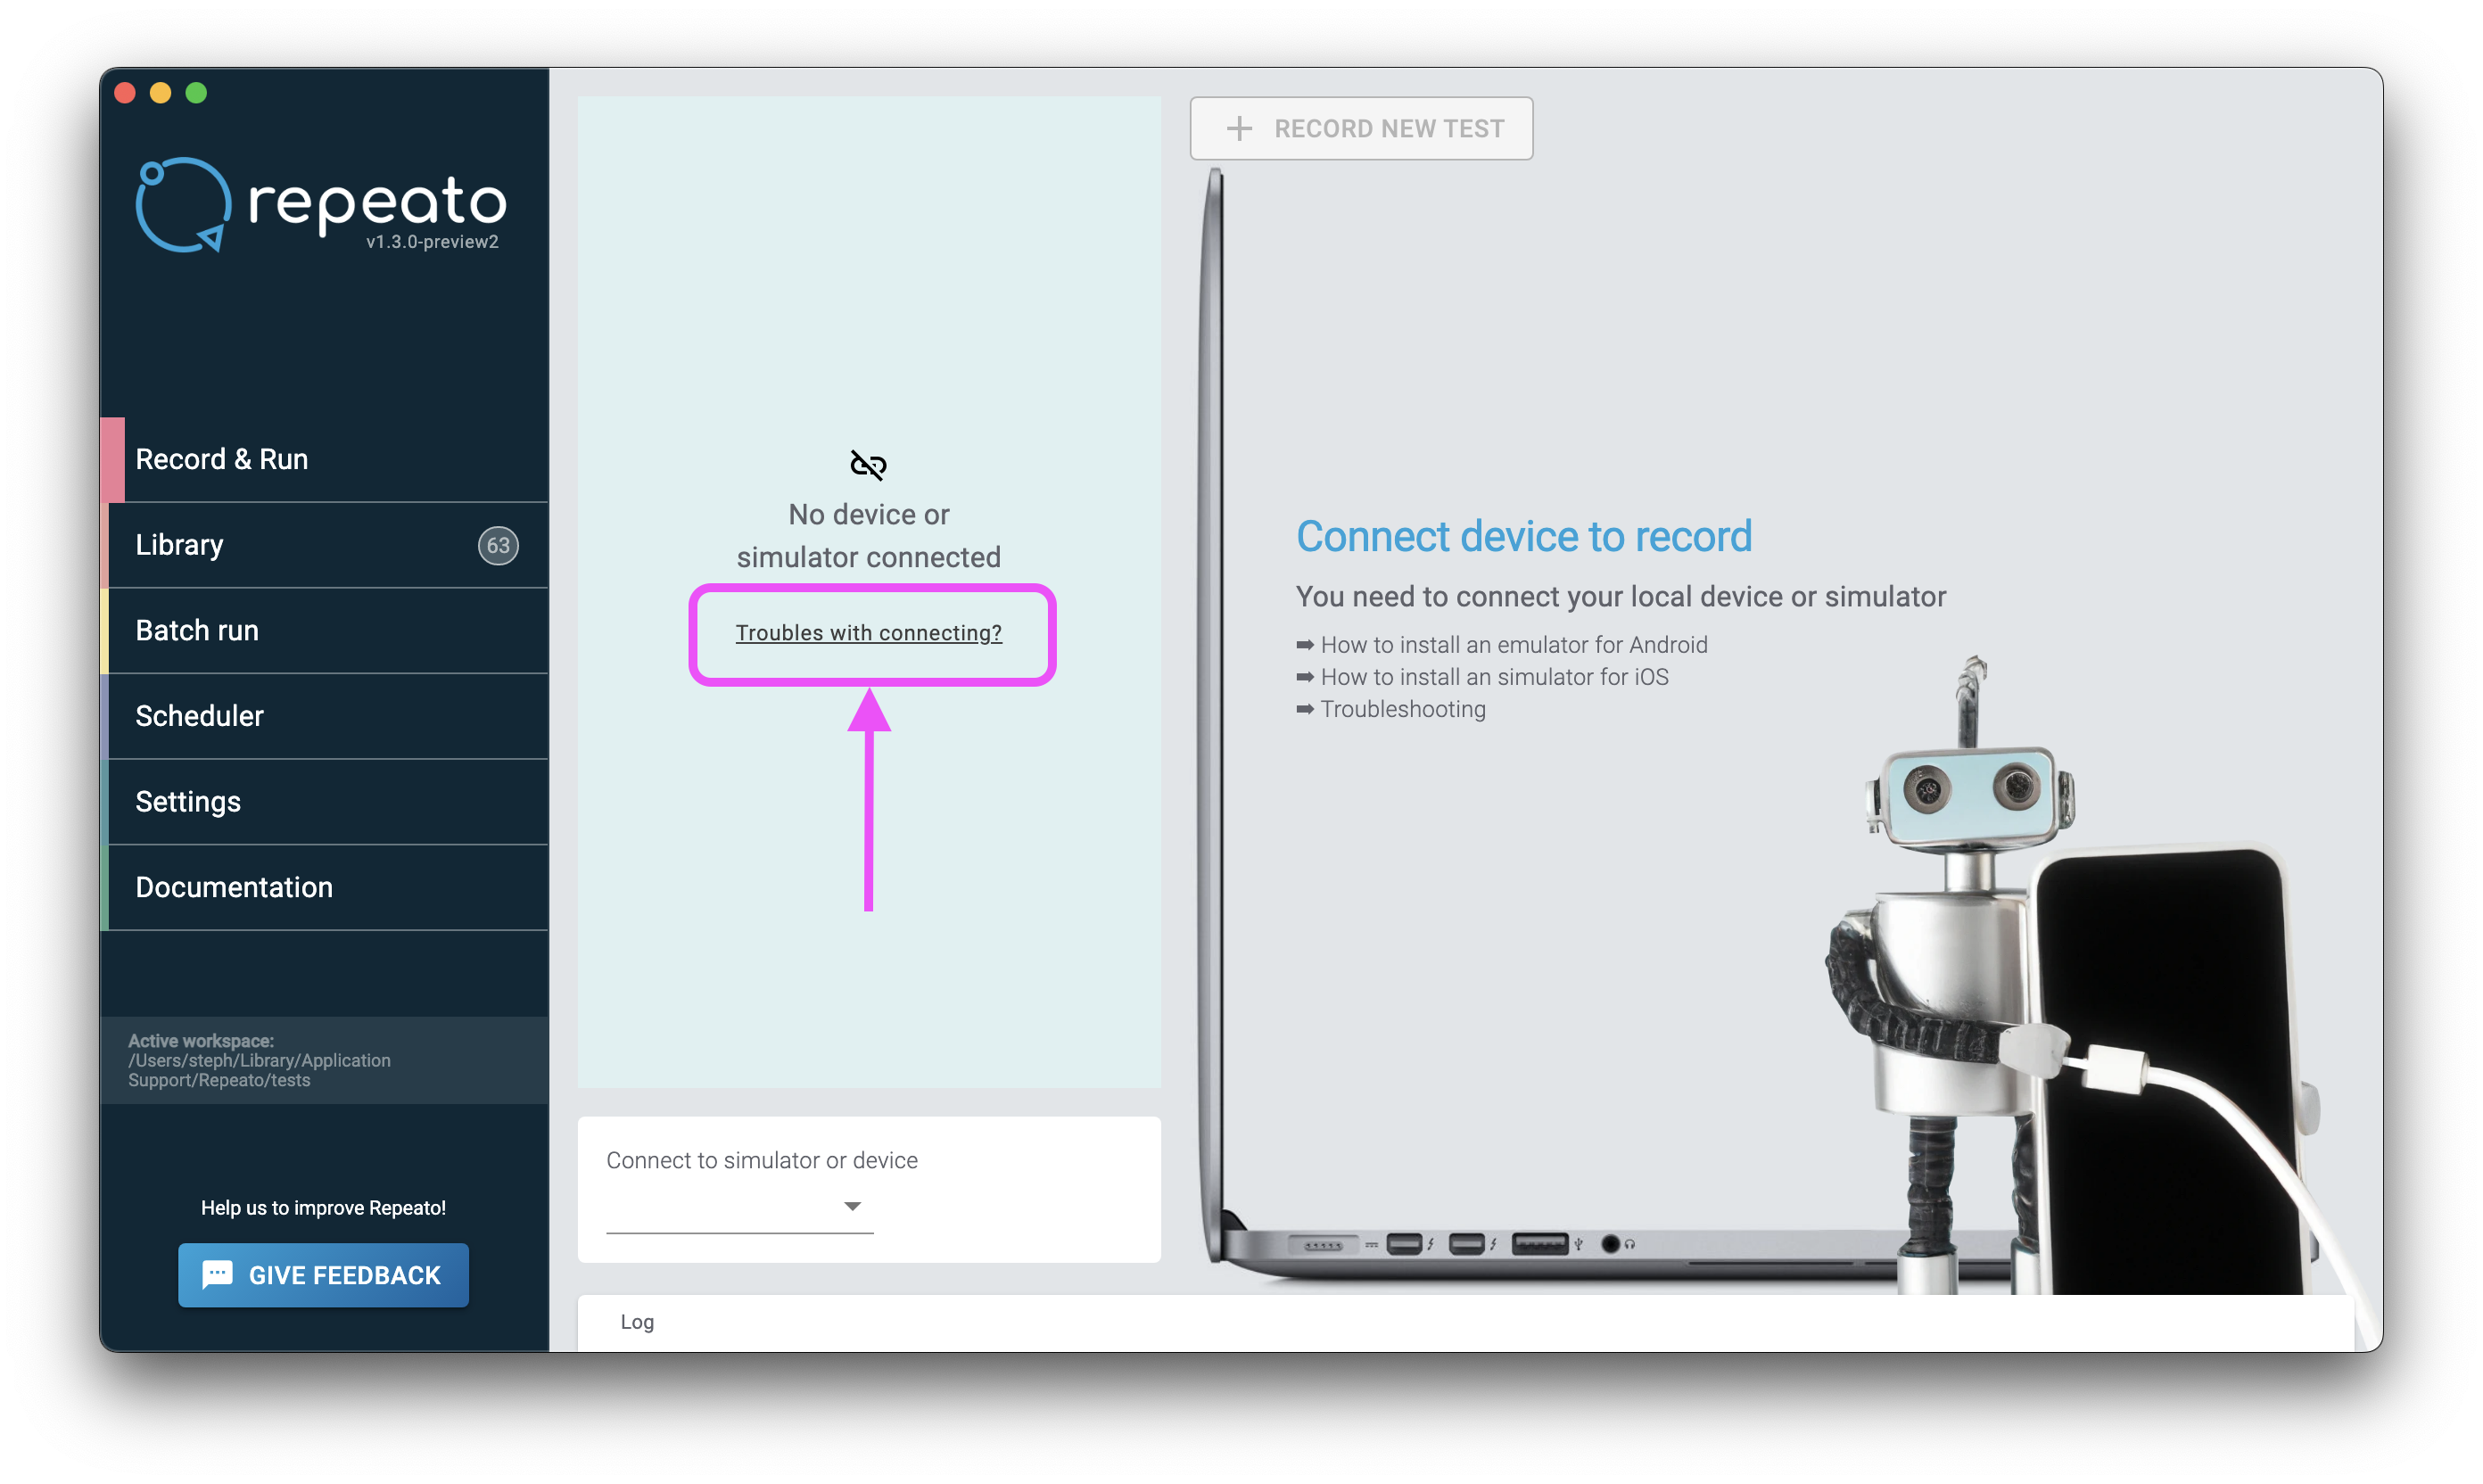 repeato
v1.3.0-preview2
Record & Run
Library
63
Batch run
Scheduler
Settings
Documentation
Active workspace:
/Users/steph/Library/Application
Support/Repeato/tests
Help us to improve Repeato!
GIVE FEEDBACK
No device or
simulator connected
Troubles with connecting?
Connect to simulator or device
Log
+ RECORD NEW TEST
Connect device to record
You need to connect your local device or simulator
➡ How to install an emulator for Android
➡ How to install an simulator for iOS
➡ Troubleshooting